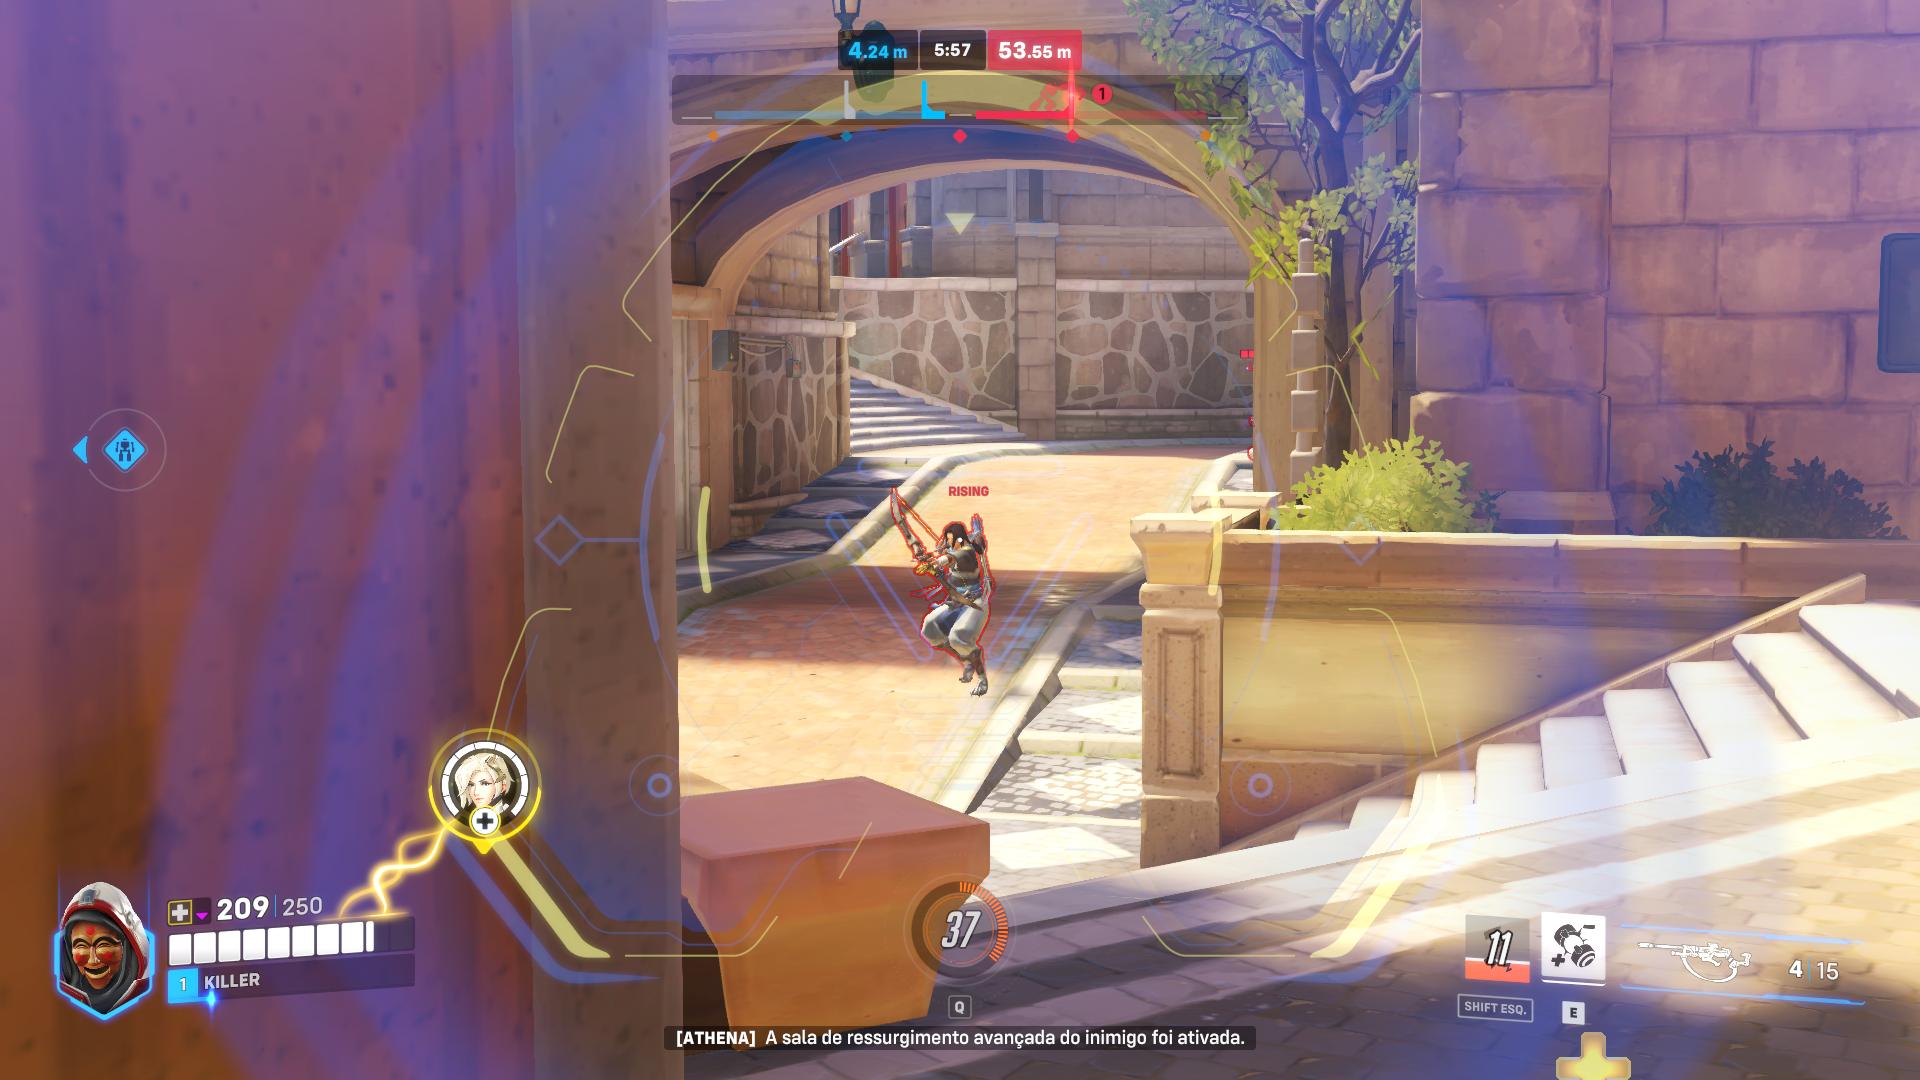 4.24 m 5:57 53.55 m
1
RISING
209 250
1 KILLER
37
Q
11
SHIFT ESQ.
E
4 15
[ATHENA] A sala de ressurgimento avançada do inimigo foi ativada.